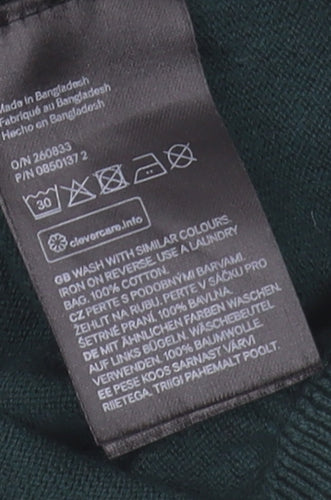 Made in Bangladesh
Fabriqué au Bangladesh
Hecho en Bangladesh
O/N 260833
P/N 0850137 2
30
clevercare.info
GB WASH WITH SIMILAR COLOURS.
IRON ON REVERSE. USE A LAUNDRY
BAG. 100% COTTON.
CZ PERTE S PODOBNÝMI BARVAMI.
ŽEHLIT NA RUBU. PERTE V SÁČKU PRO
ŠETRNÉ PRANÍ. 100% BAVLNA.
DE MIT ÄHNLICHEN FARBEN WASCHEN.
AUF LINKS BÜGELN. WÄSCHEBEUTEL
VERWENDEN. 100% BAUMWOLLE.
EE PESE KOOS SARNAST VÄRVI
RIIETEGA. TRIIGI PAHEMALT POOLT.